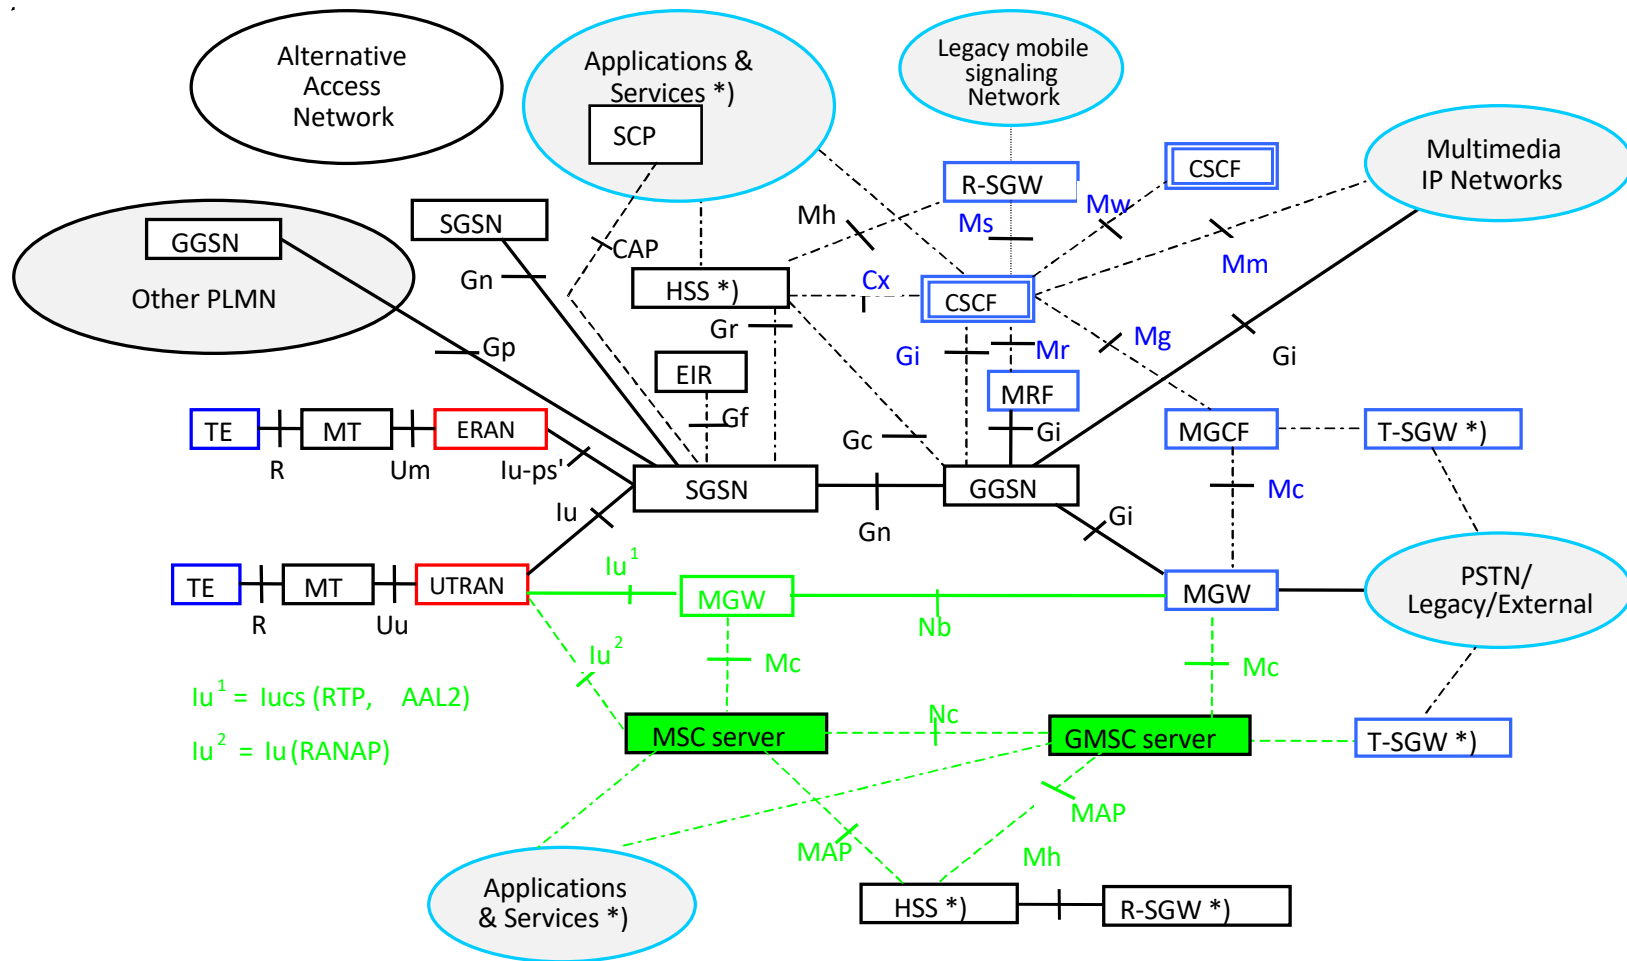 Alternative
Access
Network
Applications &
Services *)
SCP
Legacy mobile
signaling
Network
Multimedia
IP Networks
CSCF
R-SGW
Mh
Ms
Mw
Mm
SGSN
GGSN
Other PLMN
CAP
Gn
HSS *)
Cx
CSCF
Gr
Gp
EIR
Gf
Gi
Mr
Mg
Gi
MRF
TE
MT
ERAN
R
Um
Iu-ps'
Gc
Gi
MGCF
T-SGW *)
SGSN
GGSN
Mc
Iu
Gn
Gi
Iu 1
TE
MT
UTRAN
R
Uu
MGW
Nb
MGW
PSTN/
Legacy/External
Iu 2
Mc
Mc
Iu 1 = Iucs (RTP, AAL2)
Iu 2 = Iu (RANAP)
MSC server
Nc
GMSC server
T-SGW *)
MAP
MAP
Mh
Applications
& Services *)
HSS *)
R-SGW *)